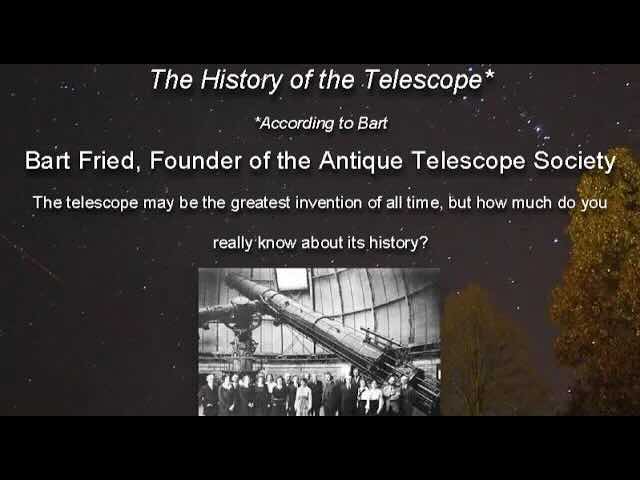 The History of the Telescope*
*According to Bart
Bart Fried, Founder of the Antique Telescope Society
The telescope may be the greatest invention of all time, but how much do you
really know about its history?